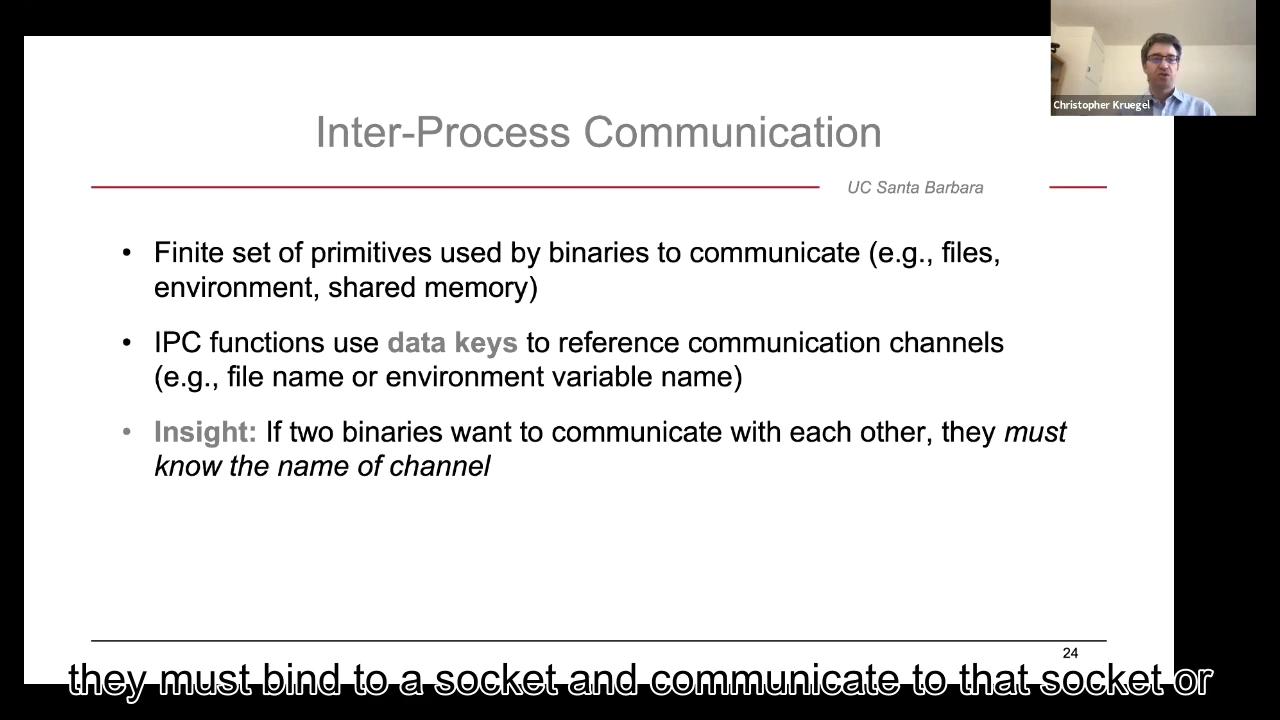 Christopher Kruegel
Inter-Process Communication
UC Santa Barbara
• Finite set of primitives used by binaries to communicate (e.g., files,
environment, shared memory)
• IPC functions use data keys to reference communication channels
(e.g., file name or environment variable name)
• Insight: If two binaries want to communicate with each other, they must
know the name of channel
24
they must bind to a socket and communicate to that socket or